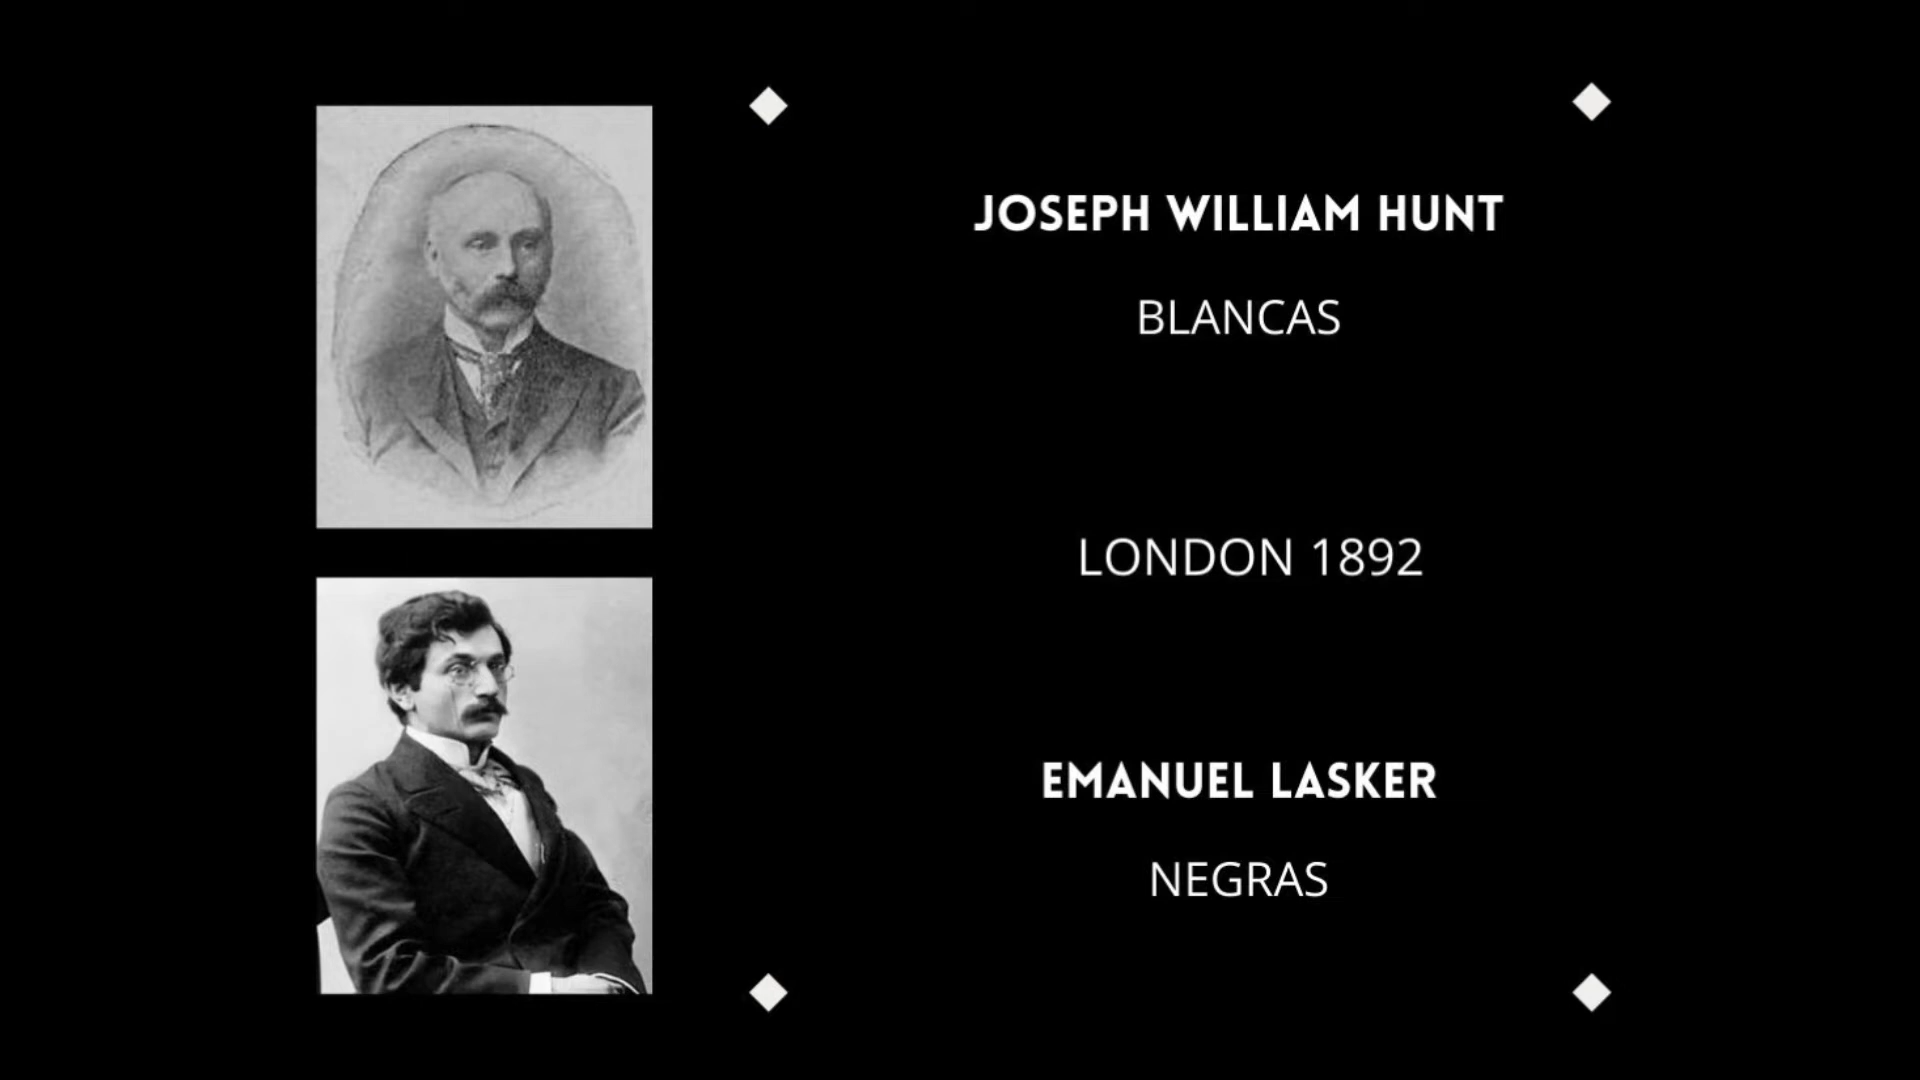 JOSEPH WILLIAM HUNT
BLANCAS
LONDON 1892
EMANUEL LASKER
NEGRAS